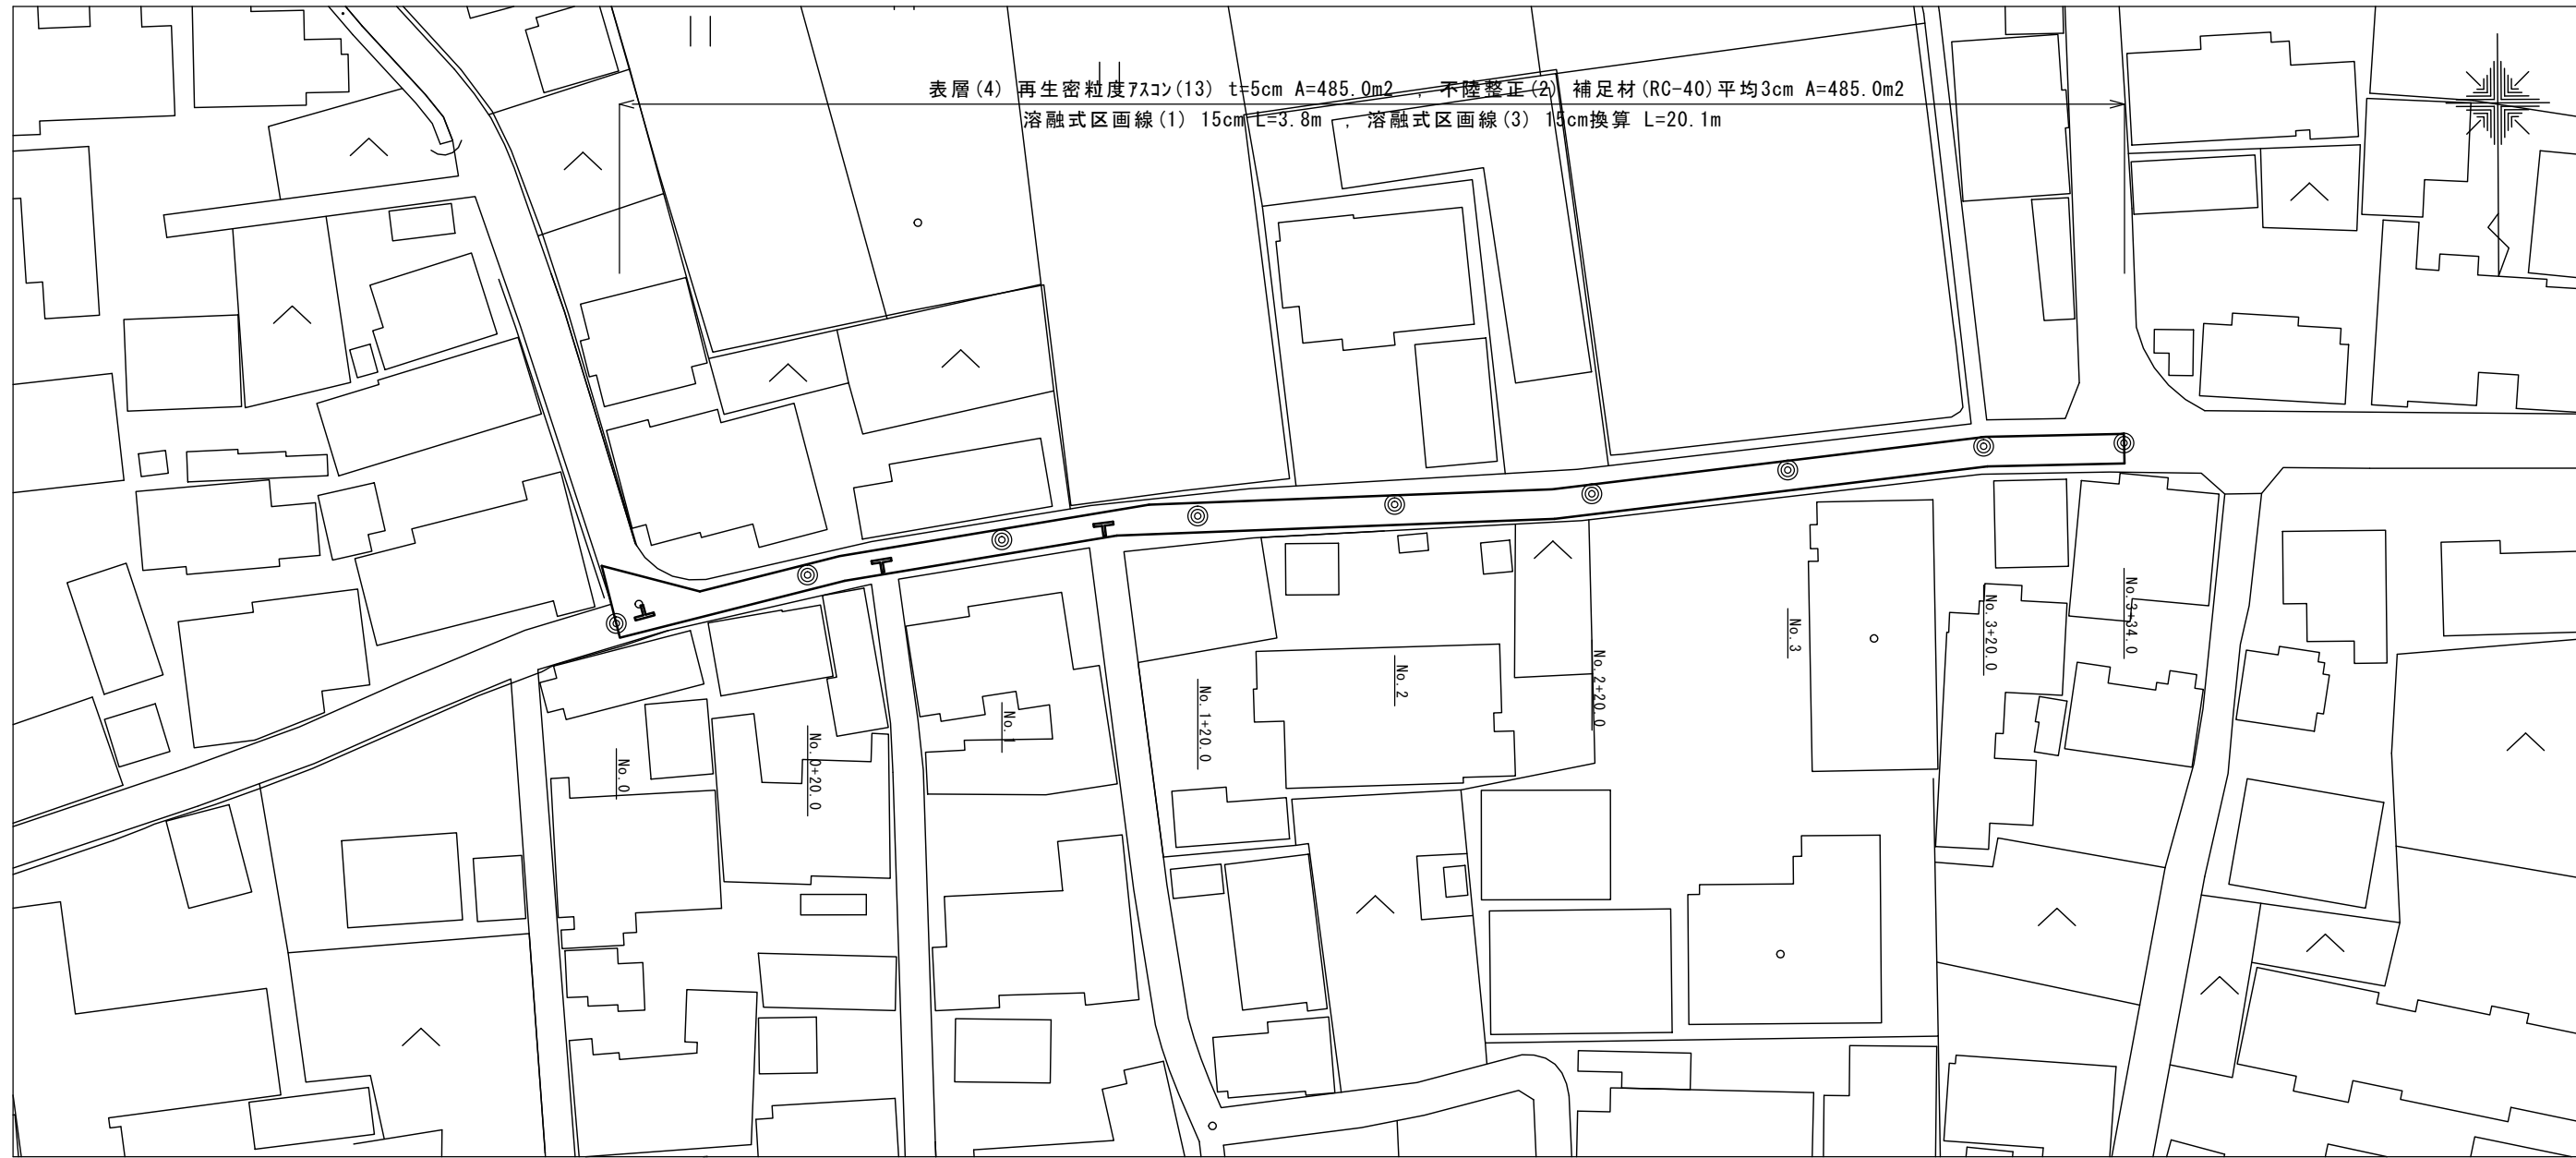 表層(4) 再生密粒度ｱｽｺﾝ(13) t=5cm A=485.0m2 , 不陸整正(2) 補足材(RC-40)平均3cm A=485.0m2
溶融式区画線(1) 15cm L=3.8m , 溶融式区画線(3) 15cm換算 L=20.1m
No.0
No.0+20.0
No.1
No.1+20.0
No.2
No.2+20.0
No.3
No.3+20.0
No.3+34.0